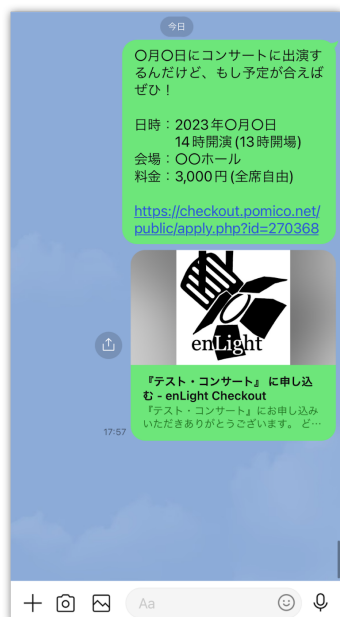 今日
〇月〇日にコンサートに出演す
るんだけど、もし予定が合えば
ぜひ！
日時：2023年〇月〇日
14時開演(13時開場)
会場：〇〇ホール
料金：3,000円(全席自由)
https://checkout.pomico.net/
public/apply.php?id=270368
enLight
『テスト・コンサート』 に申し込
む - enLight Checkout
『テスト・コンサート』にお申し込み
いただきありがとうございます。 ど…
17:57
Aa